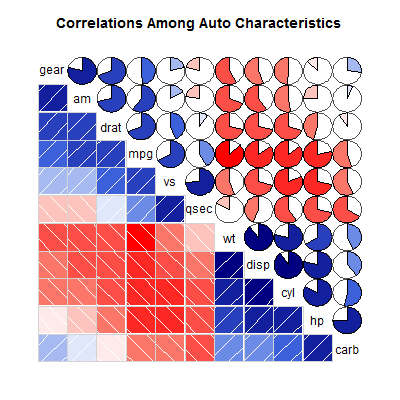 Correlations Among Auto Characteristics
gear
am
drat
mpg
vs
qsec
wt
disp
cyl
hp
carb